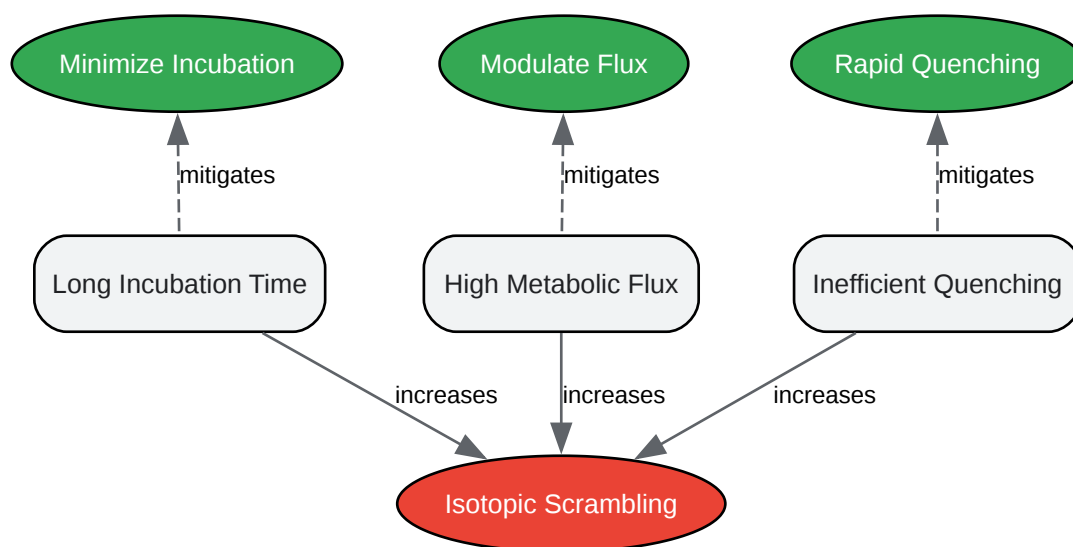 Minimize Incubation
Modulate Flux
Rapid Quenching
mitigates
mitigates
mitigates
Long Incubation Time
High Metabolic Flux
Inefficient Quenching
increases
increases
increases
Isotopic Scrambling